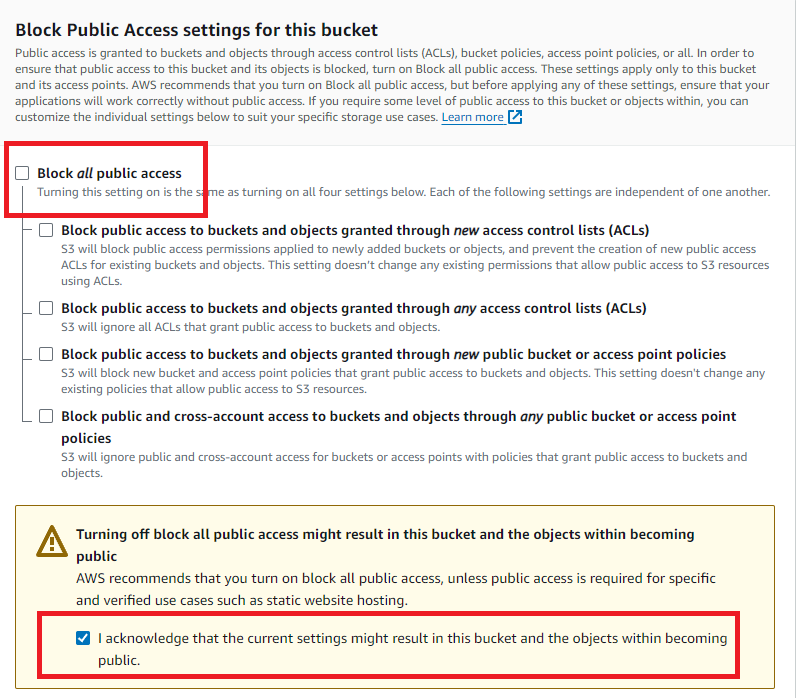 Block Public Access settings for this bucket
Public access is granted to buckets and objects through access control lists (ACLs), bucket policies, access point policies, or all. In order to
ensure that public access to this bucket and its objects is blocked, turn on Block all public access. These settings apply only to this bucket
and its access points. AWS recommends that you turn on Block all public access, but before applying any of these settings, ensure that your
applications will work correctly without public access. If you require some level of public access to this bucket or objects within, you can
customize the individual settings below to suit your specific storage use cases. Learn more
Block all public access
Turning this setting on is the same as turning on all four settings below. Each of the following settings are independent of one another.
Block public access to buckets and objects granted through new access control lists (ACLs)
S3 will block public access permissions applied to newly added buckets or objects, and prevent the creation of new public access
ACLs for existing buckets and objects. This setting doesn't change any existing permissions that allow public access to S3 resources
using ACLs.
Block public access to buckets and objects granted through any access control lists (ACLs)
S3 will ignore all ACLs that grant public access to buckets and objects.
Block public access to buckets and objects granted through new public bucket or access point policies
S3 will block new bucket and access point policies that grant public access to buckets and objects. This setting doesn't change any
existing policies that allow public access to S3 resources.
Block public and cross-account access to buckets and objects through any public bucket or access point
policies
S3 will ignore public and cross-account access for buckets or access points with policies that grant public access to buckets and
objects.
Turning off block all public access might result in this bucket and the objects within becoming
public
AWS recommends that you turn on block all public access, unless public access is required for specific
and verified use cases such as static website hosting.
I acknowledge that the current settings might result in this bucket and the objects within becoming
public.